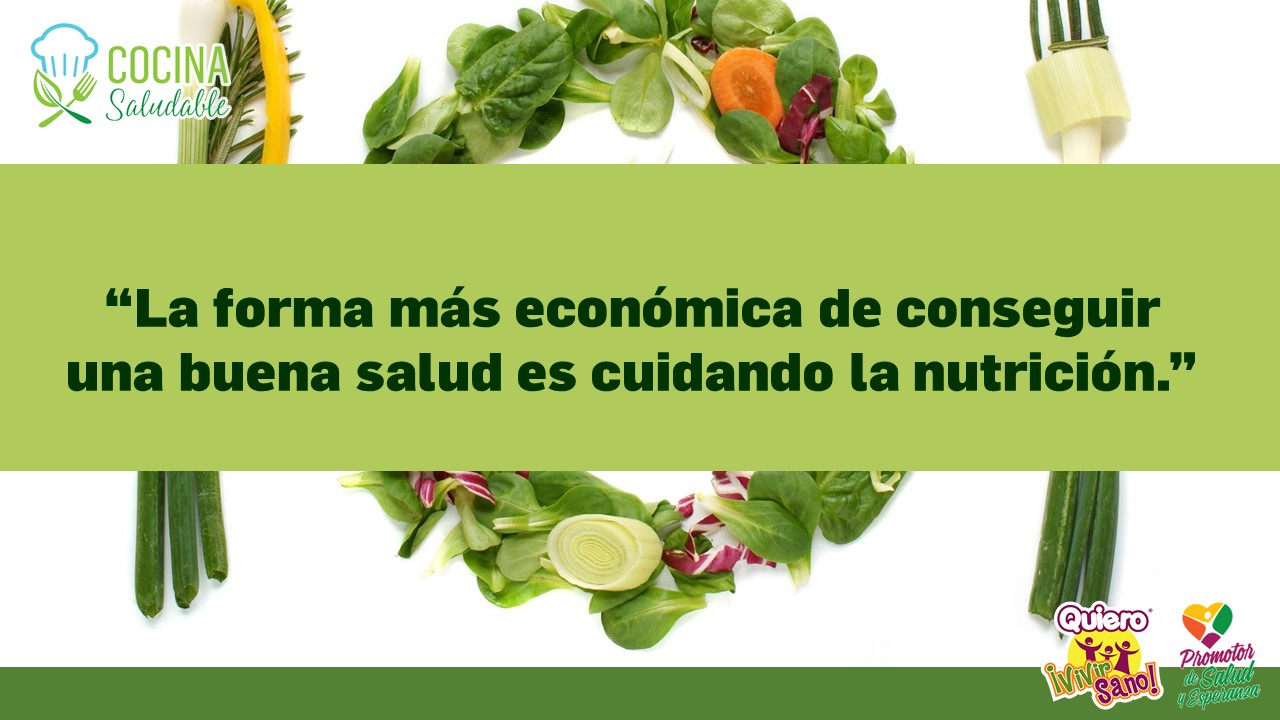 COCINA
Saludable
“La forma más económica de conseguir
una buena salud es cuidando la nutrición.”
Quiero®
¡Vivir
Sano!
Promotor
de Salud
y Esperanza